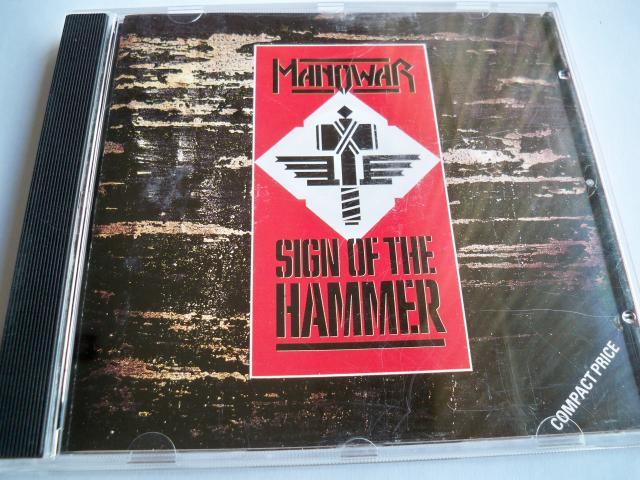 MANOWAR
SIGN OF THE
HAMMER
COMPACT PRICE